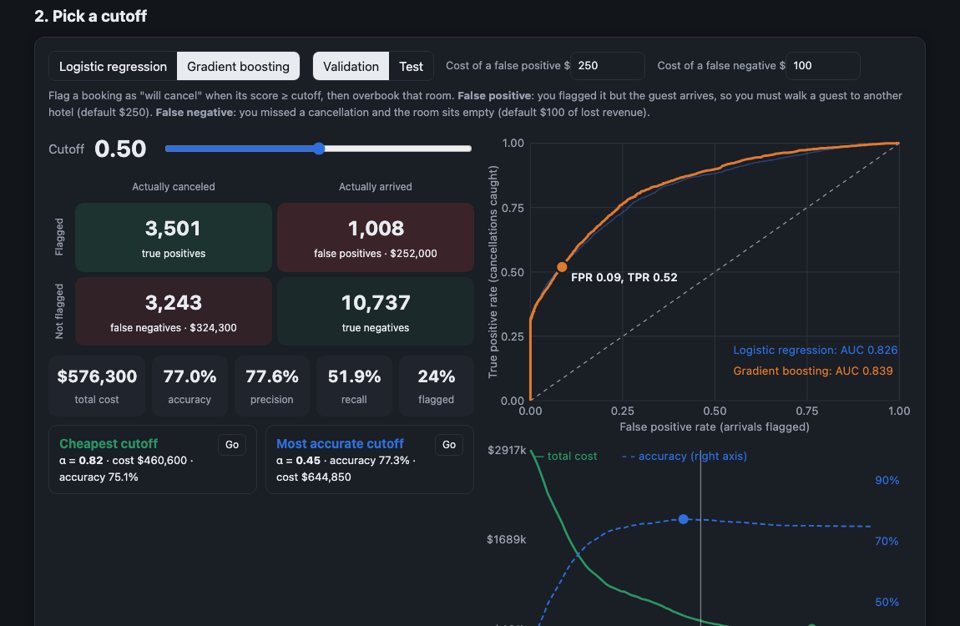 2. Pick a cutoff
Logistic regression Gradient boosting Validation Test Cost of a false positive $ 250 Cost of a false negative $ 100
Flag a booking as "will cancel" when its score ≥ cutoff, then overbook that room. False positive: you flagged it but the guest arrives, so you must walk a guest to another
hotel (default $250). False negative: you missed a cancellation and the room sits empty (default $100 of lost revenue).
Cutoff 0.50
Actually canceled Actually arrived
Flagged
3,501 1,008
true positives false positives · $252,000
Not flagged
3,243 10,737
false negatives · $324,300 true negatives
$576,300 77.0% 77.6% 51.9% 24%
total cost accuracy precision recall flagged
Cheapest cutoff Go
α = 0.82 · cost $460,600 ·
accuracy 75.1%
Most accurate cutoff Go
α = 0.45 · accuracy 77.3% ·
cost $644,850
True positive rate (cancellations caught)
1.00
0.75
0.50
0.25
0.00
FPR 0.09, TPR 0.52
Logistic regression: AUC 0.826
Gradient boosting: AUC 0.839
0.00 0.25 0.50 0.75 1.00
False positive rate (arrivals flagged)
$2917k total cost accuracy (right axis)
90%
$1689k
70%
50%